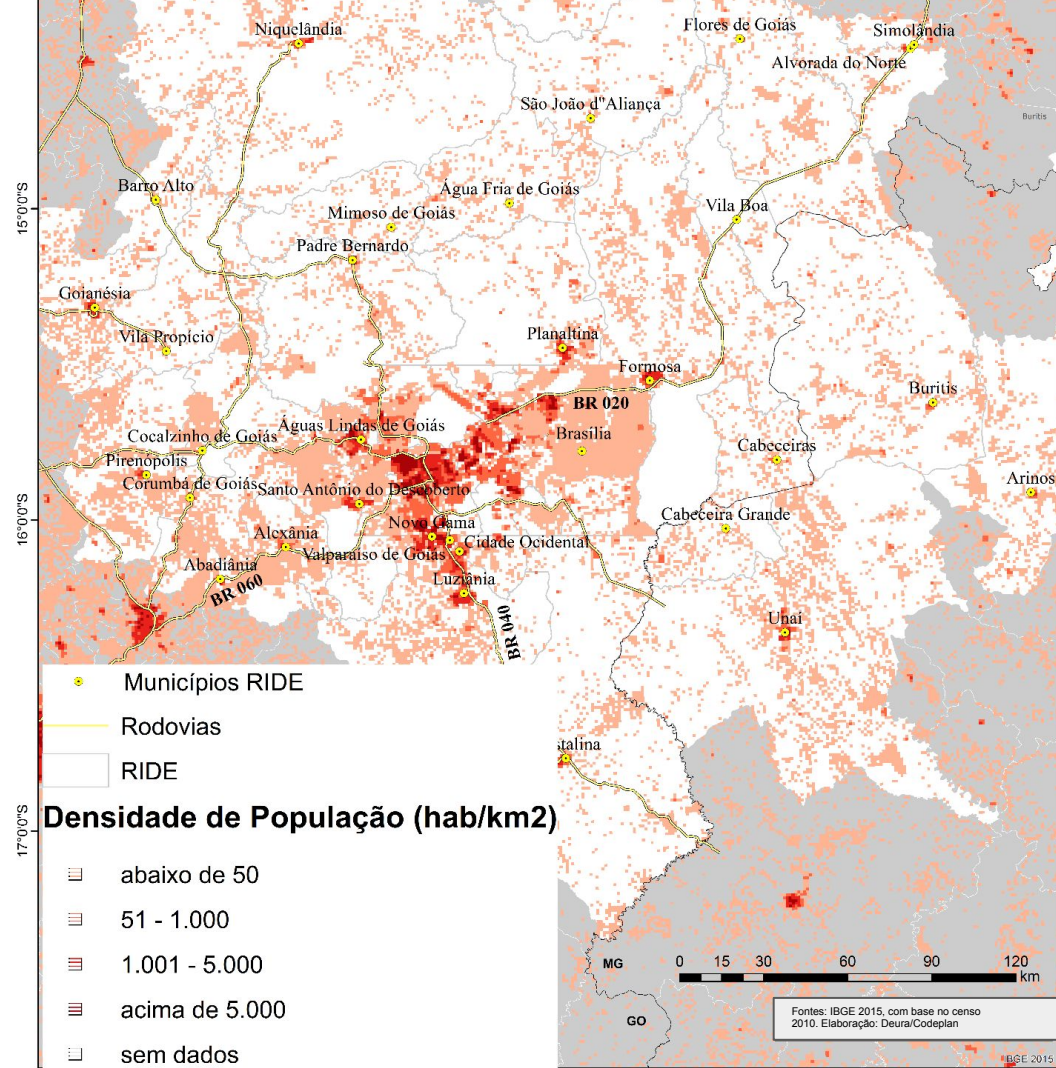 Niquelândia
Flores de Goiás
Simolândia
Alvorada do Norte
São João d"Aliança
Buritis
15°0'0"S
Barro Alto
Água Fria de Goiás
Mimoso de Goiás
Vila Boa
Padre Bernardo
Goianésia
Vila Propício
Planaltina
Formosa
BR 020
Buritis
Águas Lindas de Goiás
Brasília
Cocalzinho de Goiás
Cabeceiras
Pirenópolis
Corumbá de Goiás
Santo Antônio do Descoberto
Arinos
16°0'0"S
Cabeceira Grande
Novo Gama
Alexânia
Cidade Ocidental
Valparaíso de Goiás
Abadiânia
BR 060
Luziânia
Unaí
BR 040
Municípios RIDE
Rodovias
RIDE
talina
17°0'0"S
Densidade de População (hab/km2)
abaixo de 50
51 - 1.000
1.001 - 5.000
acima de 5.000
sem dados
MG
GO
0 15 30 60 90 120
km
Fontes: IBGE 2015, com base no censo
2010. Elaboração: Deura/Codeplan
IBGE 2015